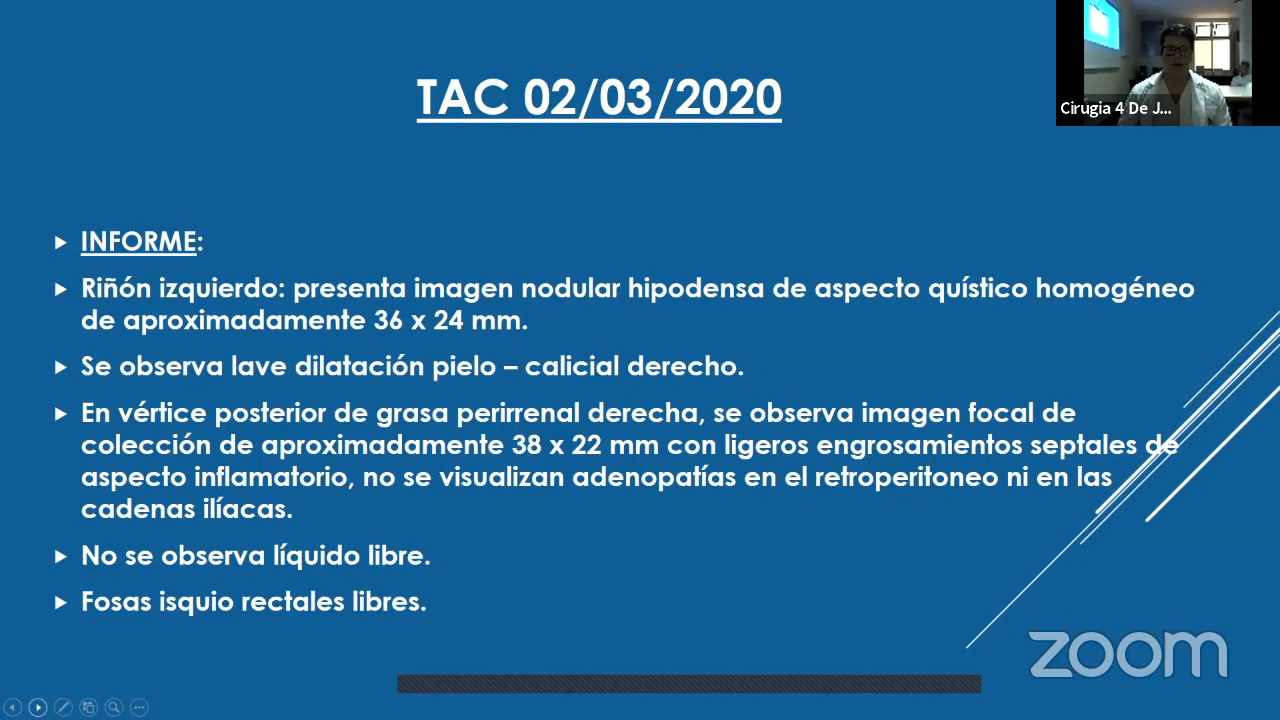 TAC 02/03/2020
Cirugia 4 De J...
INFORME:
Riñón izquierdo: presenta imagen nodular hipodensa de aspecto quístico homogéneo
de aproximadamente 36 x 24 mm.
Se observa lave dilatación pielo – calicial derecho.
En vértice posterior de grasa perirrenal derecha, se observa imagen focal de
colección de aproximadamente 38 x 22 mm con ligeros engrosamientos septales de
aspecto inflamatorio, no se visualizan adenopatías en el retroperitoneo ni en las
cadenas ilíacas.
No se observa líquido libre.
Fosas isquio rectales libres.
zoom